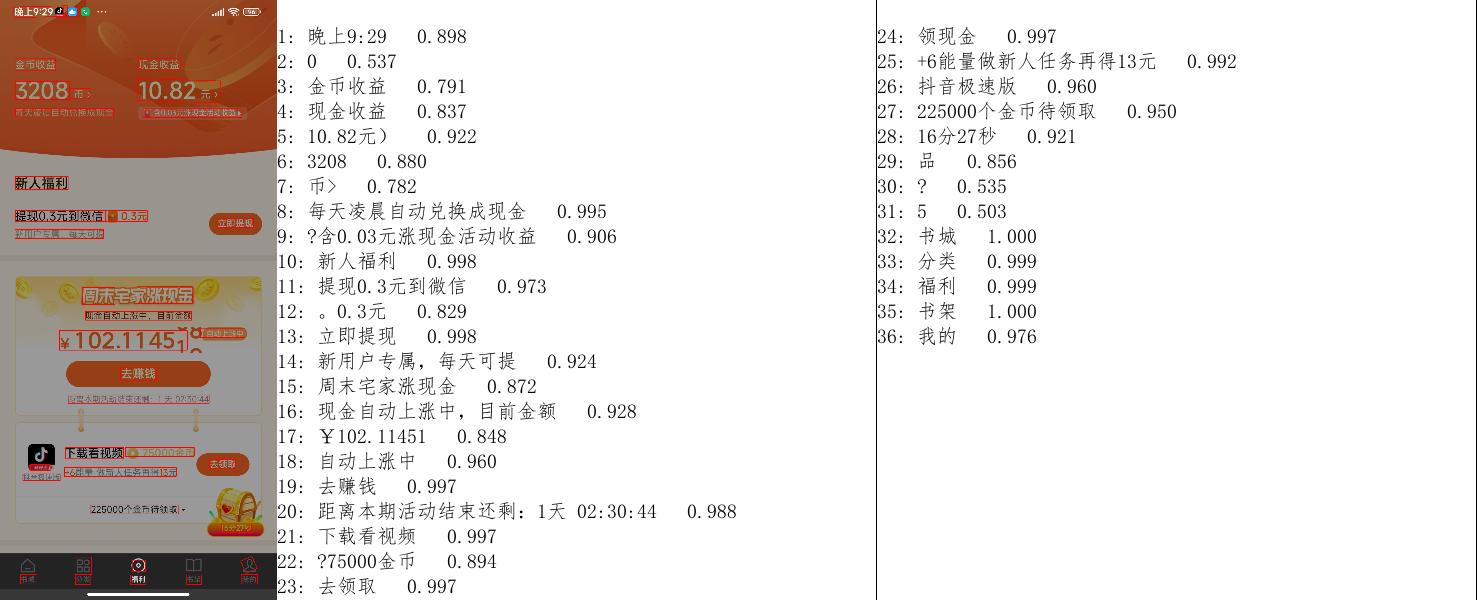 晚上9:29
金币收益
现金收益
3208 币>
10.82 元>
每天凌晨自动兑换成现金
含0.03元涨现金活动收益
新人福利
提现0.3元到微信 0.3元
立即提现
新用户专属，每天可提
周末宅家涨现金
现金自动上涨中，目前金额
¥102.1145
自动上涨中
去赚钱
距离本期活动结束还剩：1天 02:30:44
下载看视频 75000金币
+6能量 做新人任务再得13元
去领取
抖音极速版
225000个金币待领取
16分27秒
书城
分类
福利
书架
我的
1: 晚上9:29 0.898
2: 0 0.537
3: 金币收益 0.791
4: 现金收益 0.837
5: 10.82元） 0.922
6: 3208 0.880
7: 币> 0.782
8: 每天凌晨自动兑换成现金 0.995
9: ?含0.03元涨现金活动收益 0.906
10: 新人福利 0.998
11: 提现0.3元到微信 0.973
12: 。0.3元 0.829
13: 立即提现 0.998
14: 新用户专属，每天可提 0.924
15: 周末宅家涨现金 0.872
16: 现金自动上涨中，目前金额 0.928
17: ￥102.11451 0.848
18: 自动上涨中 0.960
19: 去赚钱 0.997
20: 距离本期活动结束还剩：1天 02:30:44 0.988
21: 下载看视频 0.997
22: ?75000金币 0.894
23: 去领取 0.997
24: 领现金 0.997
25: +6能量做新人任务再得13元 0.992
26: 抖音极速版 0.960
27: 225000个金币待领取 0.950
28: 16分27秒 0.921
29: 品 0.856
30: ? 0.535
31: 5 0.503
32: 书城 1.000
33: 分类 0.999
34: 福利 0.999
35: 书架 1.000
36: 我的 0.976